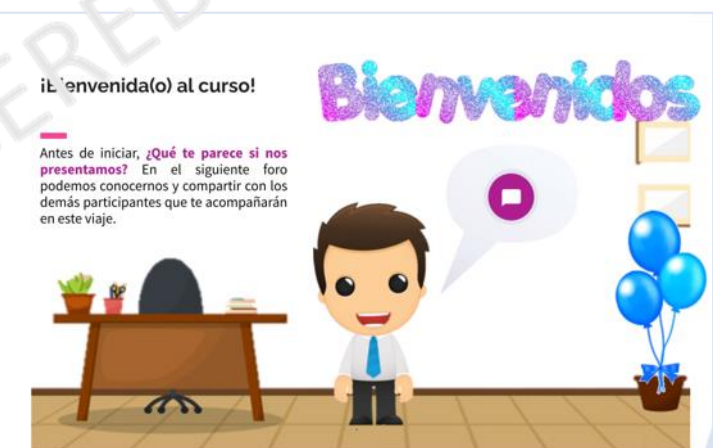 ¡Bienvenida(o) al curso!
Bienvenidos
Antes de iniciar, ¿Qué te parece si nos
presentamos? En el siguiente foro
podemos conocernos y compartir con los
demás participantes que te acompañarán
en este viaje.